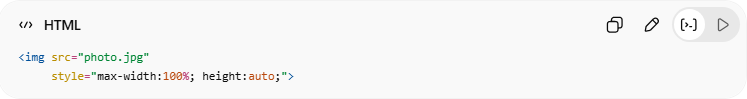 HTML
<img src="photo.jpg"
style="max-width:100%; height:auto;">